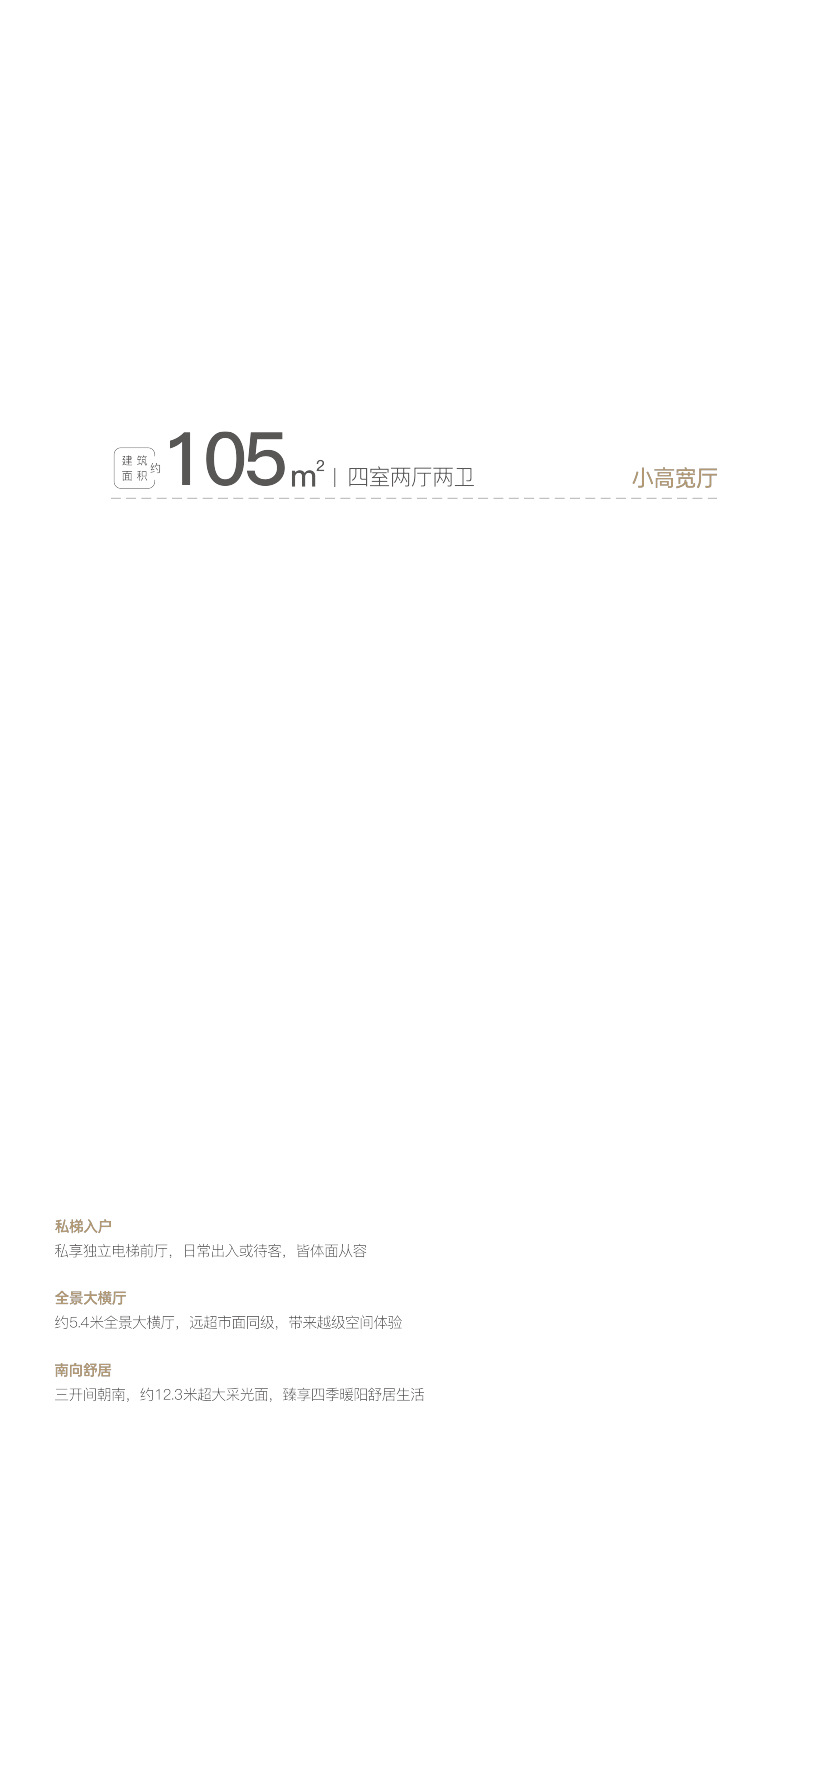 建筑面积约105m²|四室两厅两卫 小高宽厅
私梯入户
私享独立电梯前厅，日常出入或待客，皆体面从容
全景大横厅
约5.4米全景大横厅，远超市面同级，带来越级空间体验
南向舒居
三开间朝南，约12.3米超大采光面，臻享四季暖阳舒居生活